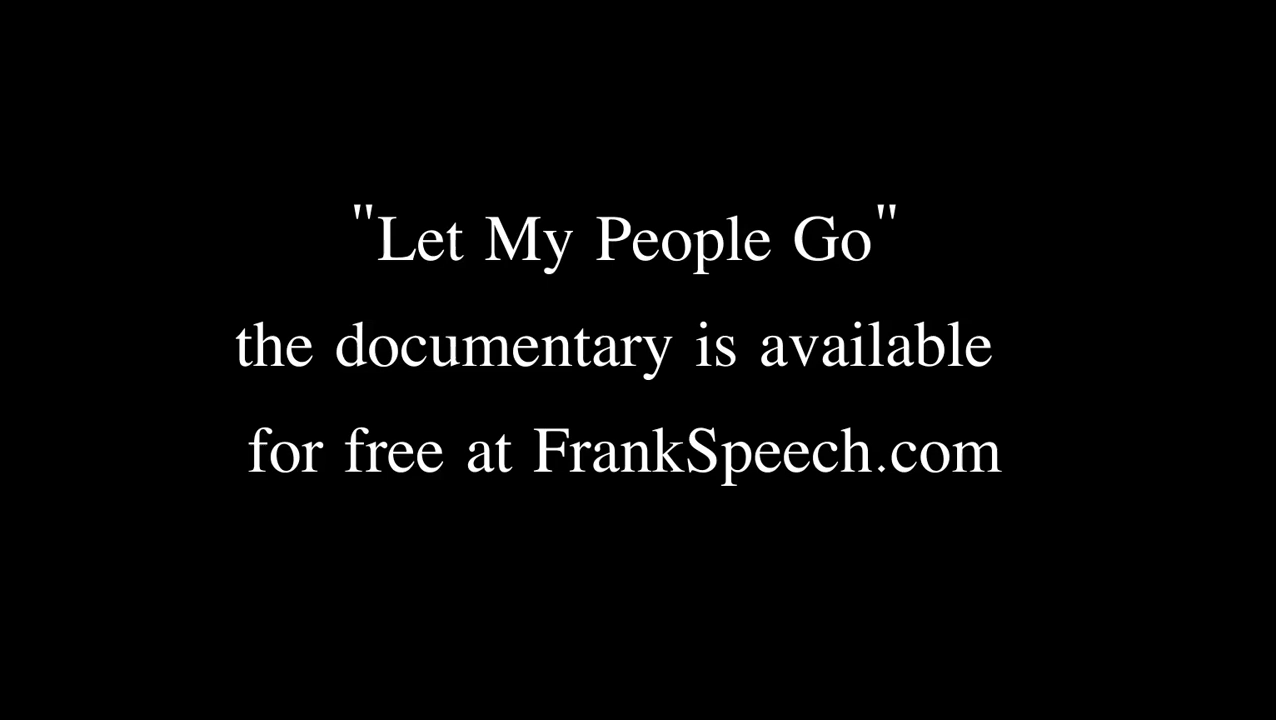 "Let My People Go"
the documentary is available
for free at FrankSpeech.com